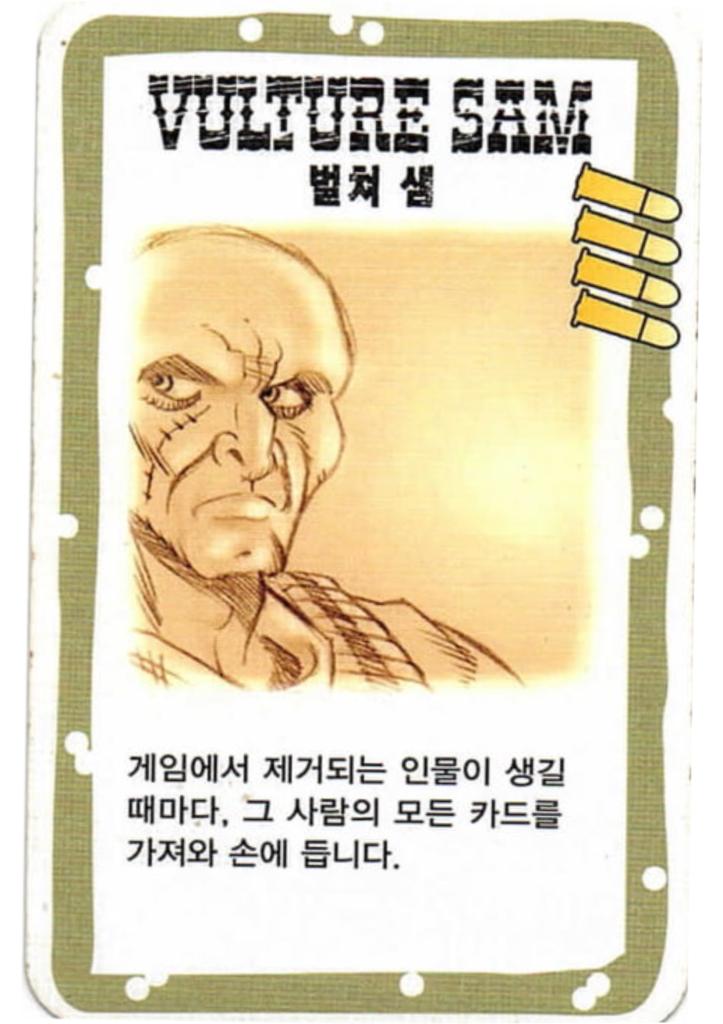 VULTURE SAM
벌쳐 샘
게임에서 제거되는 인물이 생길
때마다, 그 사람의 모든 카드를
가져와 손에 듭니다.